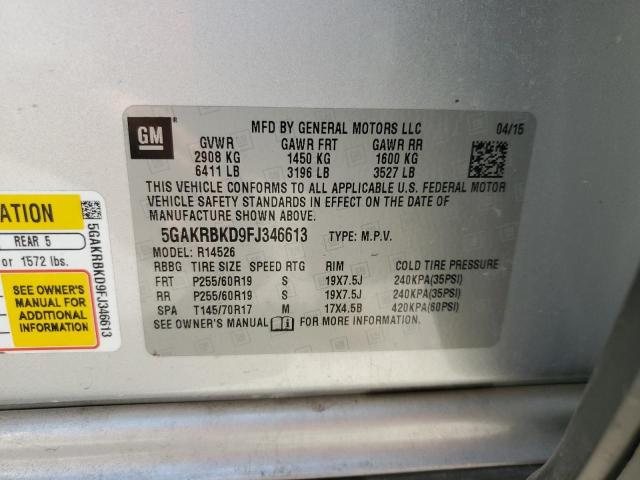 GM
MFD BY GENERAL MOTORS LLC 04/15
GVWR GAWR FRT GAWR RR
2908 KG 1450 KG 1600 KG
6411 LB 3196 LB 3527 LB
THIS VEHICLE CONFORMS TO ALL APPLICABLE U.S. FEDERAL MOTOR
VEHICLE SAFETY STANDARDS IN EFFECT ON THE DATE OF
MANUFACTURE SHOWN ABOVE.
5GAKRBKD9FJ346613 TYPE: M.P.V.
MODEL: R14526
RBBG TIRE SIZE SPEED RTG RIM COLD TIRE PRESSURE
FRT P255/60R19 S 19X7.5J 240KPA(35PSI)
RR P255/60R19 S 19X7.5J 240KPA(35PSI)
SPA T145/70R17 M 17X4.5B 420KPA(60PSI)
SEE OWNER'S MANUAL i FOR MORE INFORMATION.
ATION
REAR 5
or 1572 lbs.
SEE OWNER'S
MANUAL FOR
ADDITIONAL
INFORMATION
5GAKRBKD9FJ346613